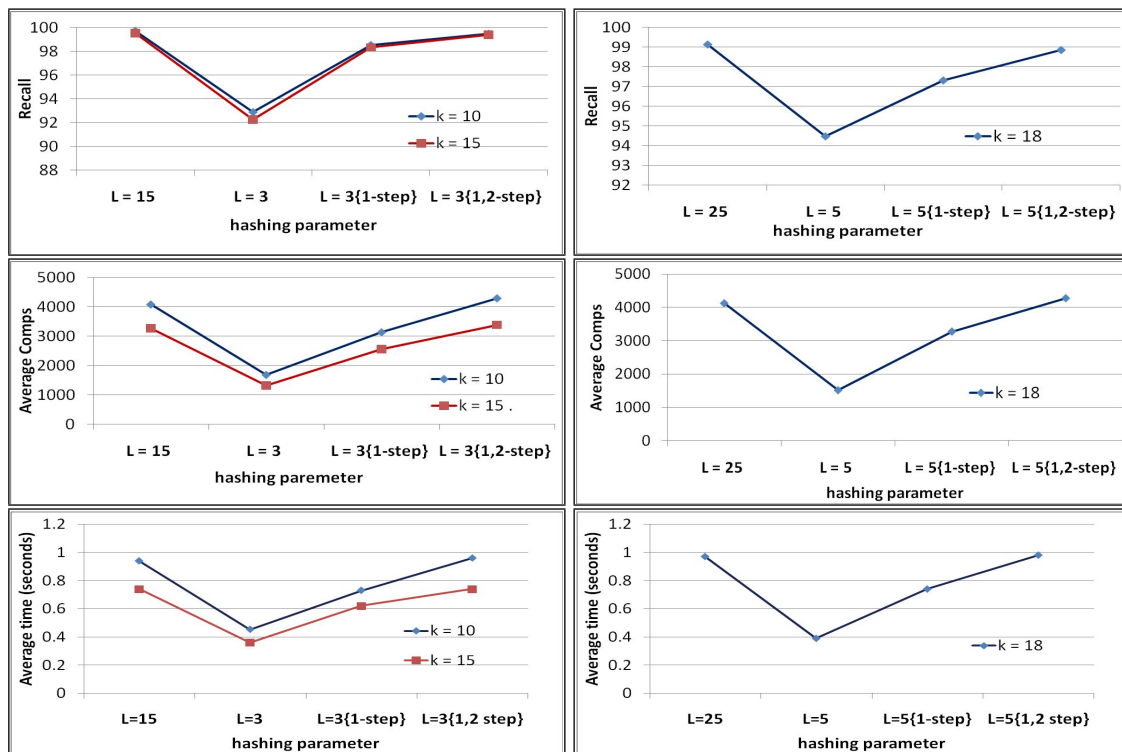 Recall
100
98
96
94
92
90
88
k = 10
k = 15
L = 15 L = 3 L = 3{1-step} L = 3{1,2-step}
hashing parameter
Recall
100
99
98
97
96
95
94
93
92
k = 18
L = 25 L = 5 L = 5{1-step} L = 5{1,2-step}
hashing parameter
Average Comps
5000
4000
3000
2000
1000
0
k = 10
k = 15 .
L = 15 L = 3 L = 3{1-step} L = 3{1,2-step}
hashing paremeter
Average Comps
5000
4000
3000
2000
1000
0
k = 18
L = 25 L = 5 L = 5{1-step} L = 5{1,2-step}
hashing parameter
Average time (seconds)
1.2
1
0.8
0.6
0.4
0.2
0
k = 10
k = 15
L=15 L=3 L=3{1-step} L=3{1,2 step}
hashing parameter
Average time (seconds)
1.2
1
0.8
0.6
0.4
0.2
0
k = 18
L=25 L=5 L=5{1-step} L=5{1,2 step}
hashing parameter